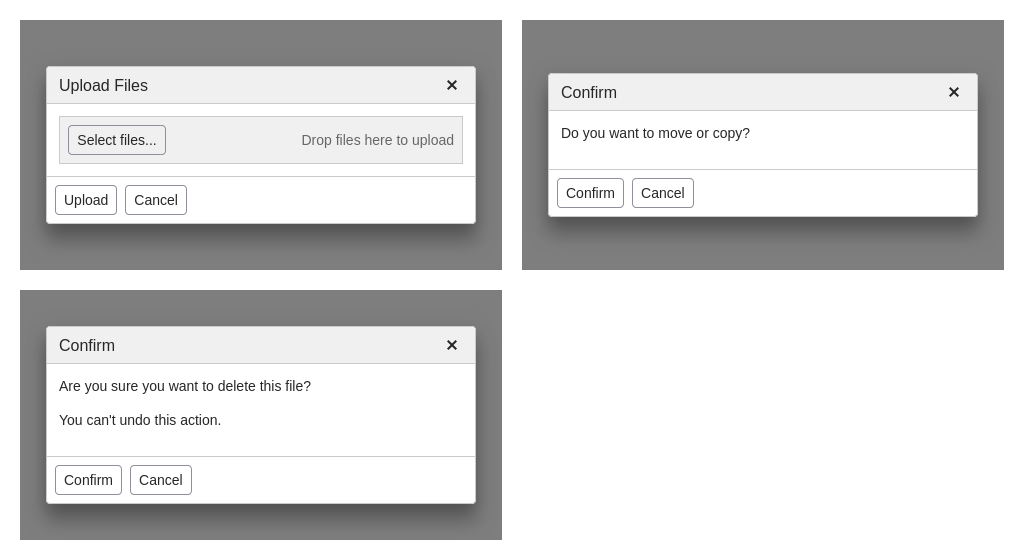 Upload Files ✕
Select files... Drop files here to upload
Upload Cancel
Confirm ✕
Do you want to move or copy?
Confirm Cancel
Confirm ✕
Are you sure you want to delete this file?
You can't undo this action.
Confirm Cancel